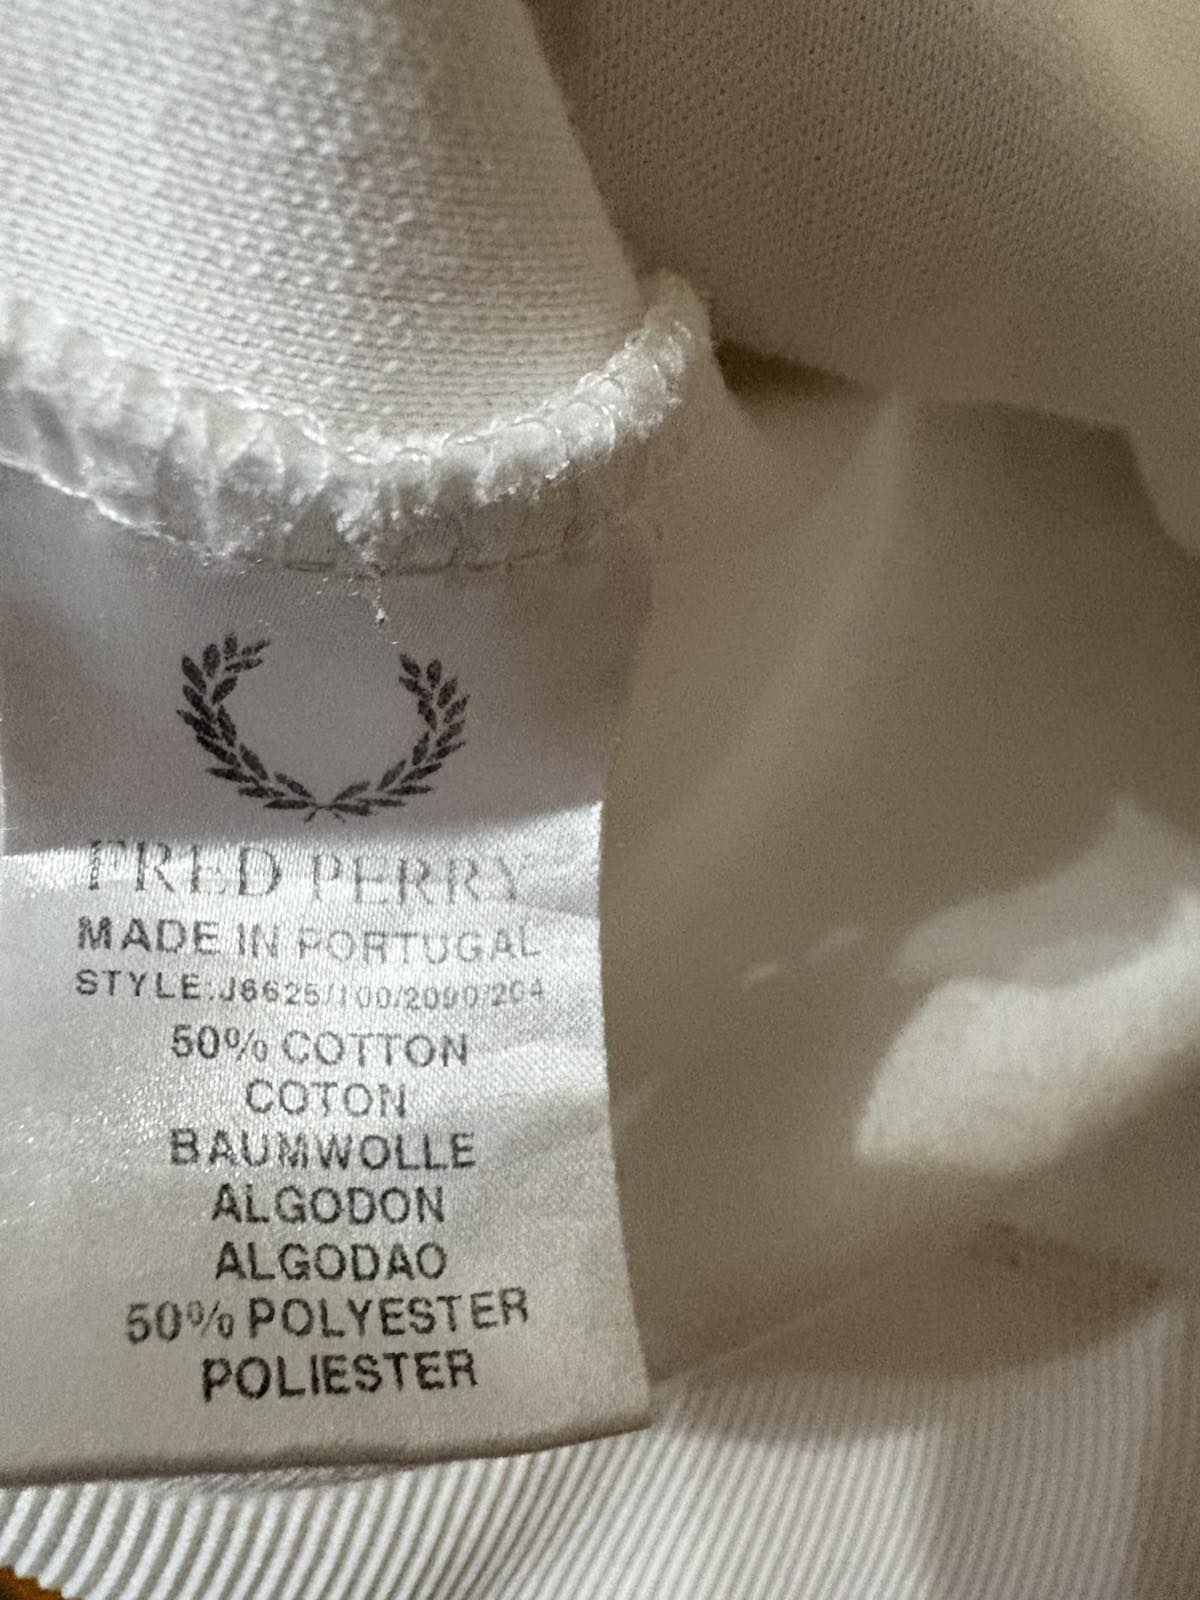 FRED PERRY
MADE IN PORTUGAL
STYLE:J6625/100/2090/204
50% COTTON
COTON
BAUMWOLLE
ALGODON
ALGODAO
50% POLYESTER
POLIESTER